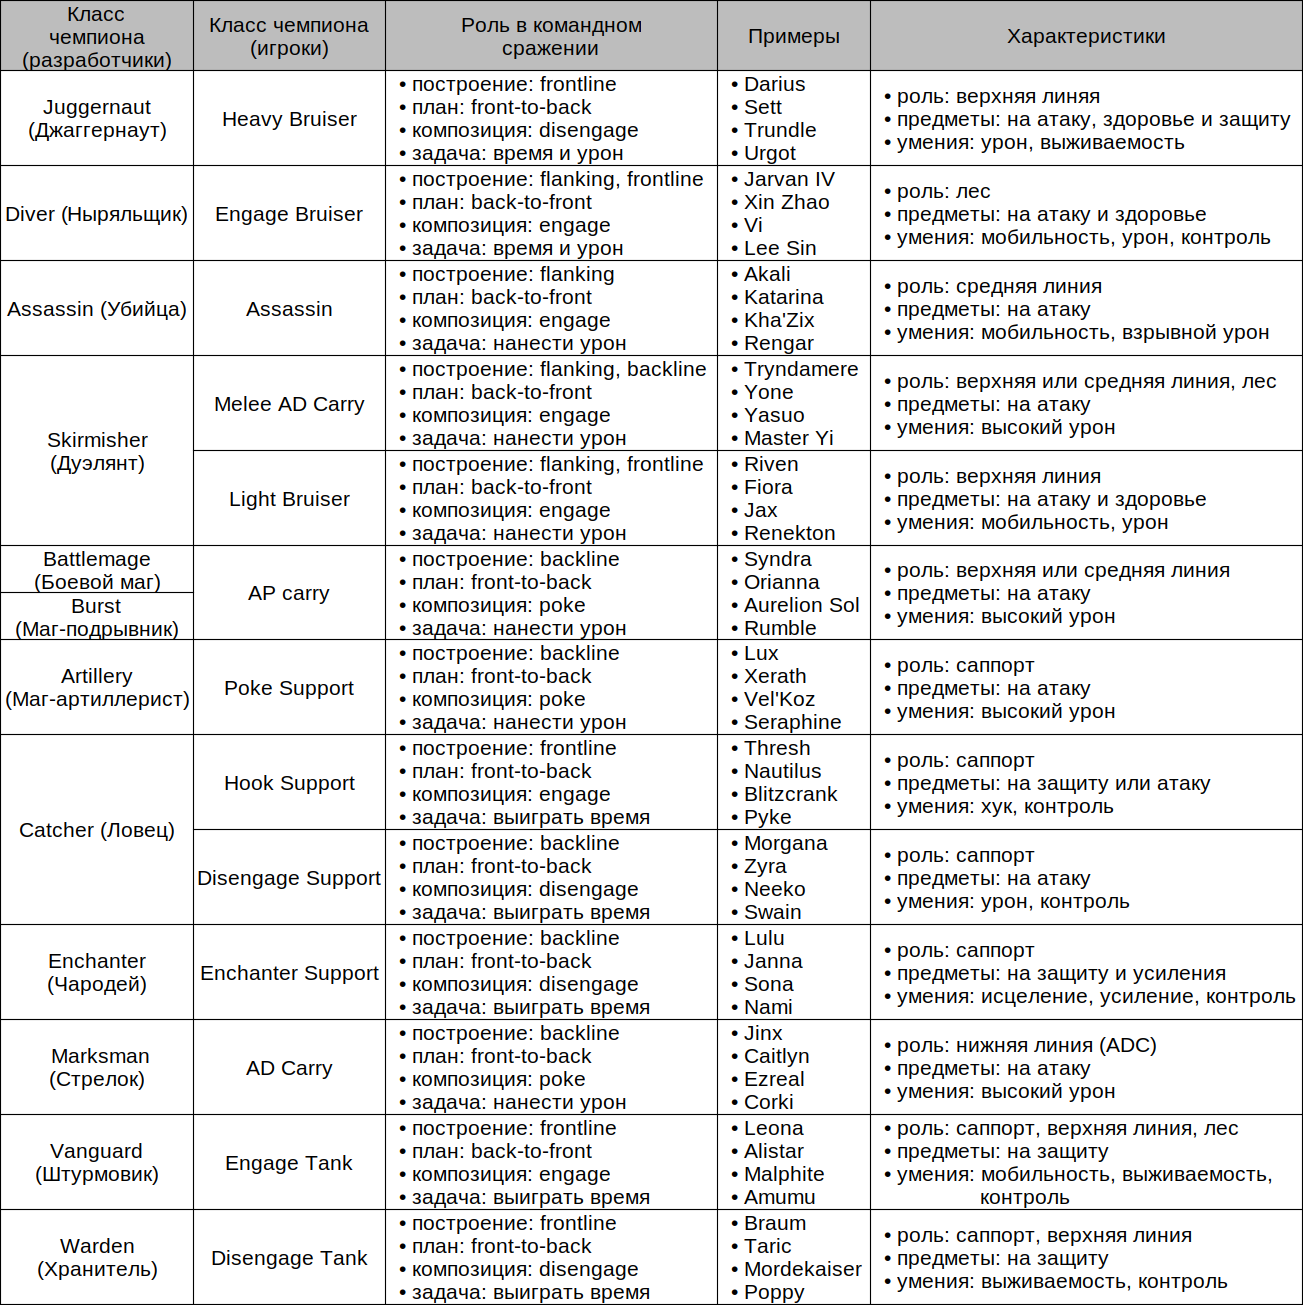 Класс
чемпиона
(разработчики)
Класс чемпиона
(игроки)
Роль в командном
сражении
Примеры
Характеристики
Juggernaut
(Джаггернаут)
Heavy Bruiser
• построение: frontline
• план: front-to-back
• композиция: disengage
• задача: время и урон
• Darius
• Sett
• Trundle
• Urgot
• роль: верхняя линяя
• предметы: на атаку, здоровье и защиту
• умения: урон, выживаемость
Diver (Ныряльщик)
Engage Bruiser
• построение: flanking, frontline
• план: back-to-front
• композиция: engage
• задача: время и урон
• Jarvan IV
• Xin Zhao
• Vi
• Lee Sin
• роль: лес
• предметы: на атаку и здоровье
• умения: мобильность, урон, контроль
Assassin (Убийца)
Assassin
• построение: flanking
• план: back-to-front
• композиция: engage
• задача: нанести урон
• Akali
• Katarina
• Kha'Zix
• Rengar
• роль: средняя линия
• предметы: на атаку
• умения: мобильность, взрывной урон
Skirmisher
(Дуэлянт)
Melee AD Carry
• построение: flanking, backline
• план: back-to-front
• композиция: engage
• задача: нанести урон
• Tryndamere
• Yone
• Yasuo
• Master Yi
• роль: верхняя или средняя линия, лес
• предметы: на атаку
• умения: высокий урон
Light Bruiser
• построение: flanking, frontline
• план: back-to-front
• композиция: engage
• задача: нанести урон
• Riven
• Fiora
• Jax
• Renekton
• роль: верхняя линия
• предметы: на атаку и здоровье
• умения: мобильность, урон
Battlemage
(Боевой маг)
Burst
(Маг-подрывник)
AP carry
• построение: backline
• план: front-to-back
• композиция: poke
• задача: нанести урон
• Syndra
• Orianna
• Aurelion Sol
• Rumble
• роль: верхняя или средняя линия
• предметы: на атаку
• умения: высокий урон
Artillery
(Маг-артиллерист)
Poke Support
• построение: backline
• план: front-to-back
• композиция: poke
• задача: нанести урон
• Lux
• Xerath
• Vel'Koz
• Seraphine
• роль: саппорт
• предметы: на атаку
• умения: высокий урон
Catcher (Ловец)
Hook Support
• построение: frontline
• план: front-to-back
• композиция: engage
• задача: выиграть время
• Thresh
• Nautilus
• Blitzcrank
• Pyke
• роль: саппорт
• предметы: на защиту или атаку
• умения: хук, контроль
Disengage Support
• построение: backline
• план: front-to-back
• композиция: disengage
• задача: выиграть время
• Morgana
• Zyra
• Neeko
• Swain
• роль: саппорт
• предметы: на атаку
• умения: урон, контроль
Enchanter
(Чародей)
Enchanter Support
• построение: backline
• план: front-to-back
• композиция: disengage
• задача: выиграть время
• Lulu
• Janna
• Sona
• Nami
• роль: саппорт
• предметы: на защиту и усиления
• умения: исцеление, усиление, контроль
Marksman
(Стрелок)
AD Carry
• построение: backline
• план: front-to-back
• композиция: poke
• задача: нанести урон
• Jinx
• Caitlyn
• Ezreal
• Corki
• роль: нижняя линия (ADC)
• предметы: на атаку
• умения: высокий урон
Vanguard
(Штурмовик)
Engage Tank
• построение: frontline
• план: back-to-front
• композиция: engage
• задача: выиграть время
• Leona
• Alistar
• Malphite
• Amumu
• роль: саппорт, верхняя линия, лес
• предметы: на защиту
• умения: мобильность, выживаемость,
контроль
Warden
(Хранитель)
Disengage Tank
• построение: frontline
• план: front-to-back
• композиция: disengage
• задача: выиграть время
• Braum
• Taric
• Mordekaiser
• Poppy
• роль: саппорт, верхняя линия
• предметы: на защиту
• умения: выживаемость, контроль